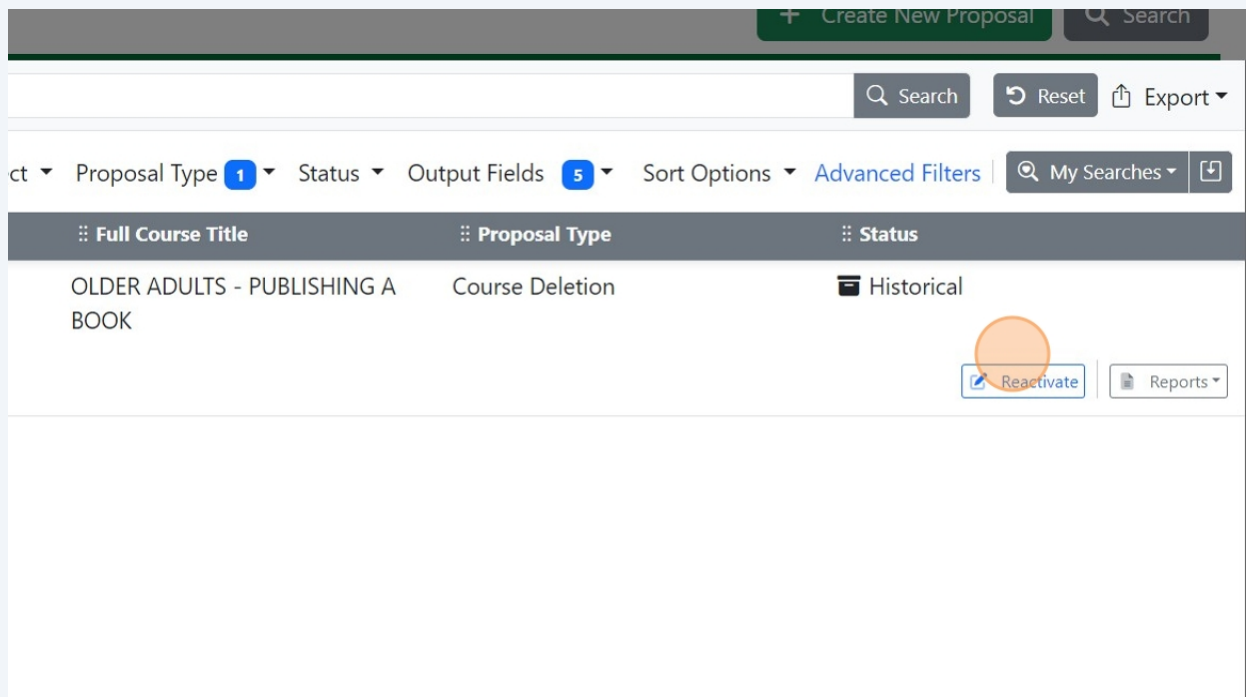 + Create New Proposal Search
Search Reset Export
ct Proposal Type 1 Status Output Fields 5 Sort Options Advanced Filters My Searches
Full Course Title Proposal Type Status
OLDER ADULTS - PUBLISHING A Course Deletion Historical
BOOK
Reactivate Reports